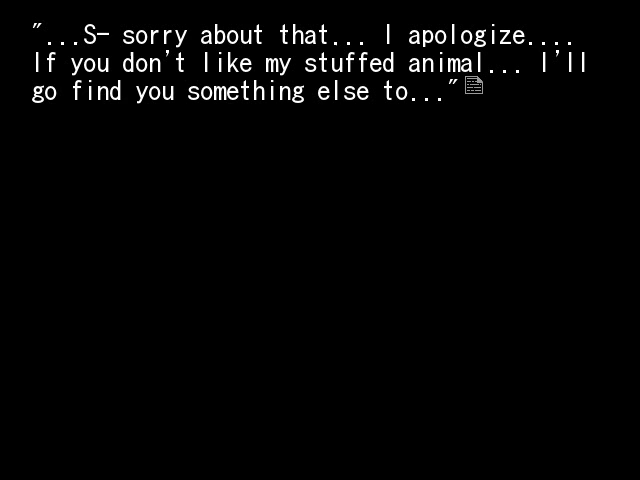 "...S- sorry about that... I apologize....
If you don't like my stuffed animal... I'll
go find you something else to..."